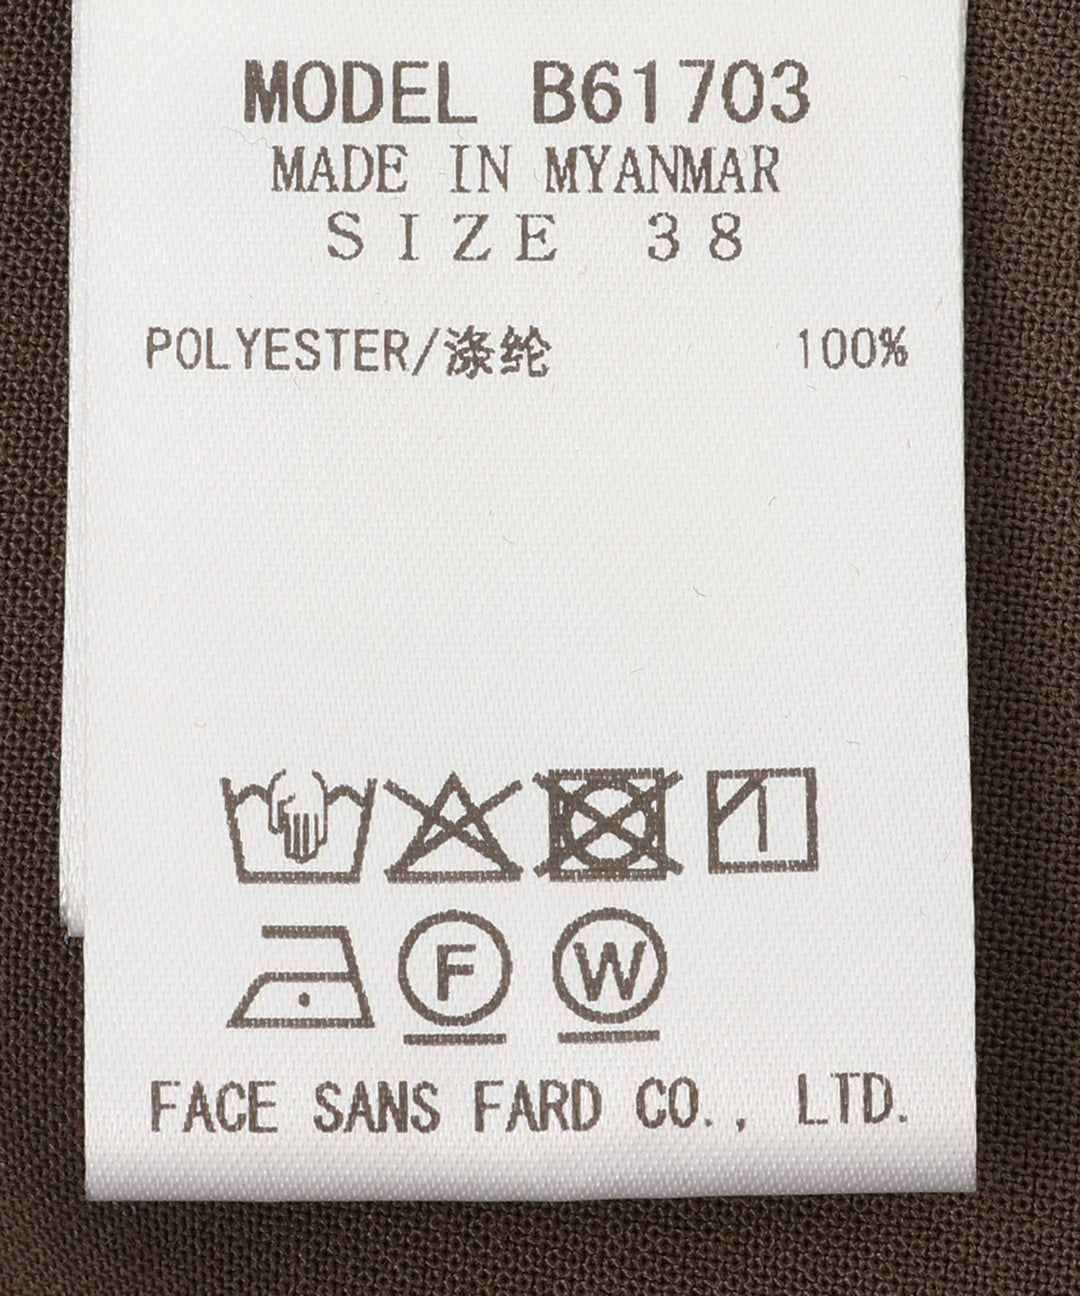 MODEL B61703
MADE IN MYANMAR
SIZE 38
POLYESTER/涤纶 100%
F W
FACE SANS FARD CO., LTD.